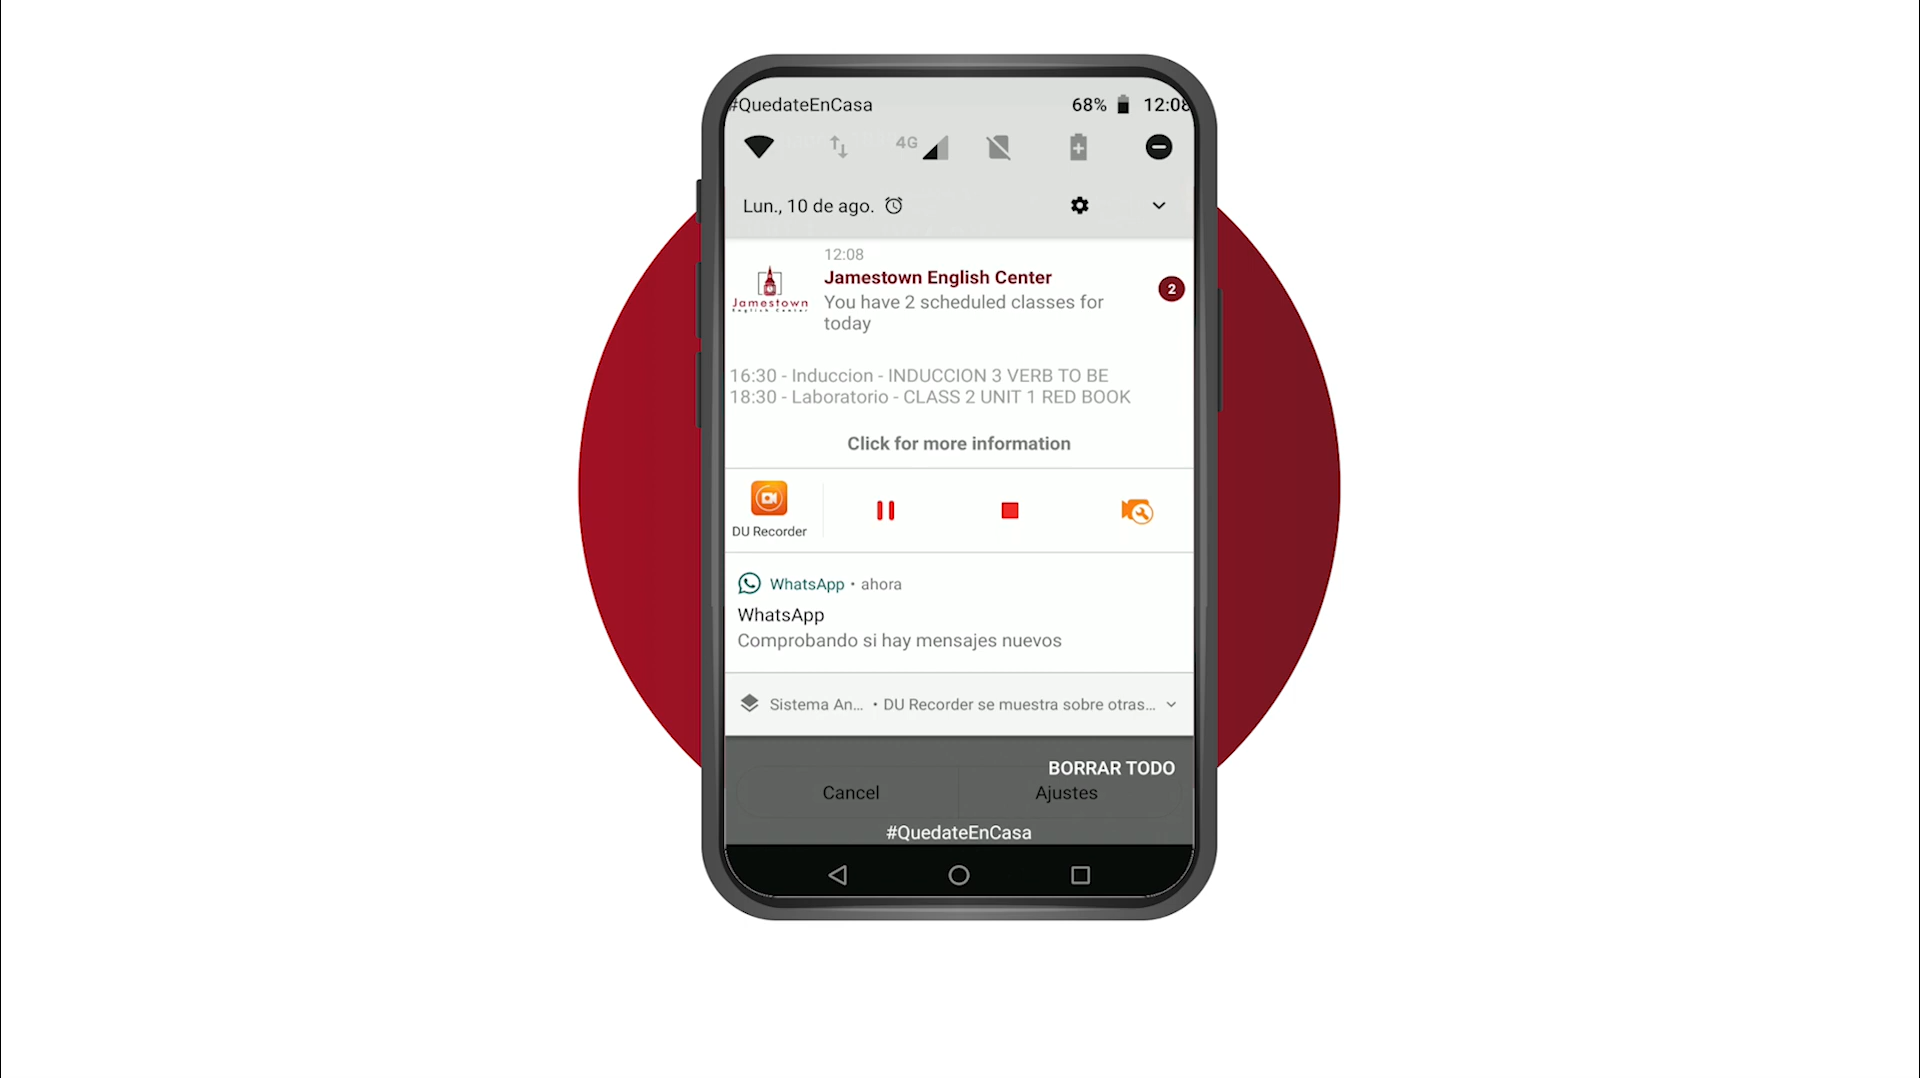 #QuedateEnCasa 68% 12:08
4G
Lun., 10 de ago.
12:08
Jamestown English Center
Jamestown
English Center
You have 2 scheduled classes for
today
2
16:30 - Induccion - INDUCCION 3 VERB TO BE
18:30 - Laboratorio - CLASS 2 UNIT 1 RED BOOK
Click for more information
DU Recorder
WhatsApp • ahora
WhatsApp
Comprobando si hay mensajes nuevos
Sistema An... • DU Recorder se muestra sobre otras...
BORRAR TODO
Cancel Ajustes
#QuedateEnCasa